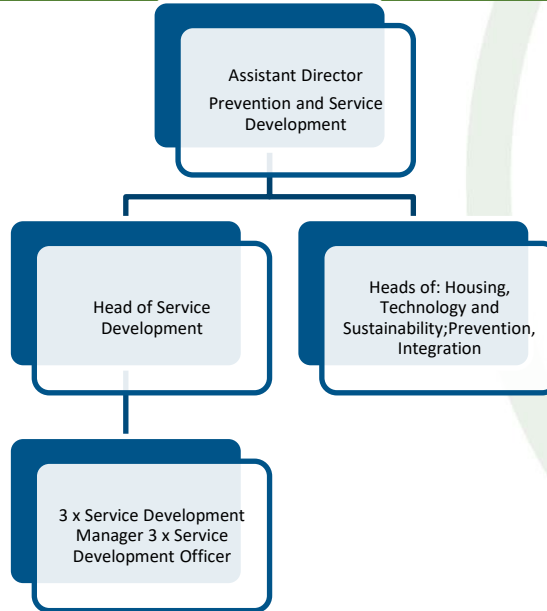 Assistant Director
Prevention and Service
Development
Head of Service
Development
Heads of: Housing,
Technology and
Sustainability;Prevention,
Integration
3 x Service Development
Manager 3 x Service
Development Officer